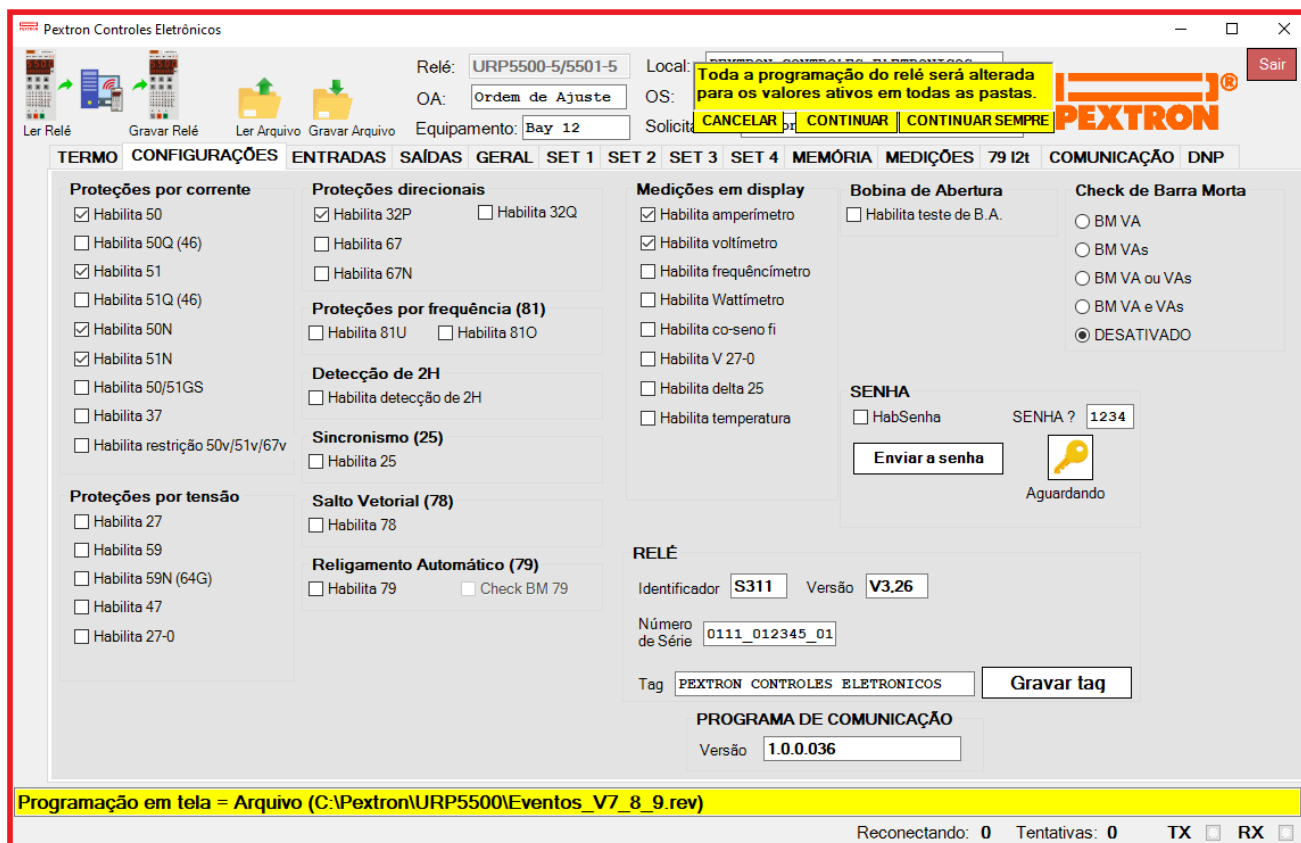 Pextron Controles Eletrônicos
Ler Relé
Gravar Relé
Ler Arquivo
Gravar Arquivo
Relé: URP5500-5/5501-5
OA: Ordem de Ajuste
Equipamento: Bay 12
Local:
OS:
Toda a programação do relé será alterada
para os valores ativos em todas as pastas.
CANCELAR CONTINUAR CONTINUAR SEMPRE
PEXTRON ®
Sair
TERMO CONFIGURAÇÕES ENTRADAS SAÍDAS GERAL SET 1 SET 2 SET 3 SET 4 MEMÓRIA MEDIÇÕES 79 I2t COMUNICAÇÃO DNP
Proteções por corrente
Habilita 50
Habilita 50Q (46)
Habilita 51
Habilita 51Q (46)
Habilita 50N
Habilita 51N
Habilita 50/51GS
Habilita 37
Habilita restrição 50v/51v/67v
Proteções por tensão
Habilita 27
Habilita 59
Habilita 59N (64G)
Habilita 47
Habilita 27-0
Proteções direcionais
Habilita 32P Habilita 32Q
Habilita 67
Habilita 67N
Proteções por frequência (81)
Habilita 81U Habilita 81O
Detecção de 2H
Habilita detecção de 2H
Sincronismo (25)
Habilita 25
Salto Vetorial (78)
Habilita 78
Religamento Automático (79)
Habilita 79 Check BM 79
Medições em display
Habilita amperímetro
Habilita voltímetro
Habilita frequêncímetro
Habilita Wattímetro
Habilita co-seno fi
Habilita V 27-0
Habilita delta 25
Habilita temperatura
Bobina de Abertura
Habilita teste de B.A.
Check de Barra Morta
BM VA
BM VAs
BM VA ou VAs
BM VA e VAs
DESATIVADO
SENHA
HabSenha SENHA ? 1234
Enviar a senha
Aguardando
RELÉ
Identificador S311 Versão V3.26
Número
de Série 0111_012345_01
Tag PEXTRON CONTROLES ELETRONICOS Gravar tag
PROGRAMA DE COMUNICAÇÃO
Versão 1.0.0.036
Programação em tela = Arquivo (C:\Pextron\URP5500\Eventos_V7_8_9.rev)
Reconectando: 0 Tentativas: 0 TX RX